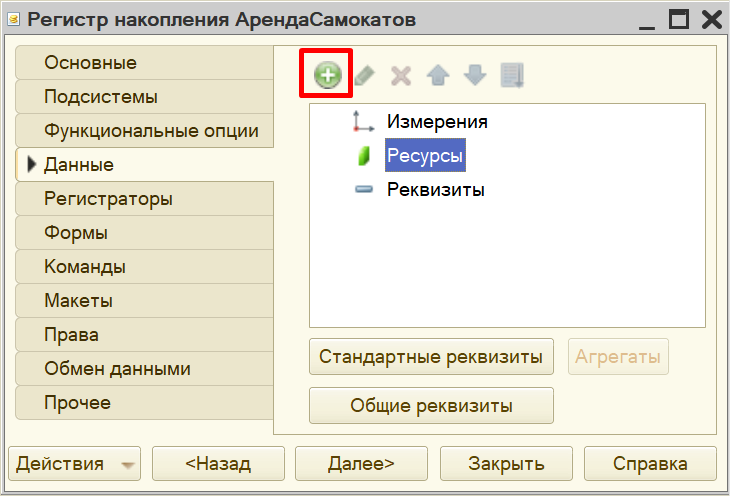 Регистр накопления АрендаСамокатов
Основные
Подсистемы
Функциональные опции
Данные
Регистраторы
Формы
Команды
Макеты
Права
Обмен данными
Прочее
Измерения
Ресурсы
Реквизиты
Стандартные реквизиты
Агрегаты
Общие реквизиты
Действия
<Назад
Далее>
Закрыть
Справка